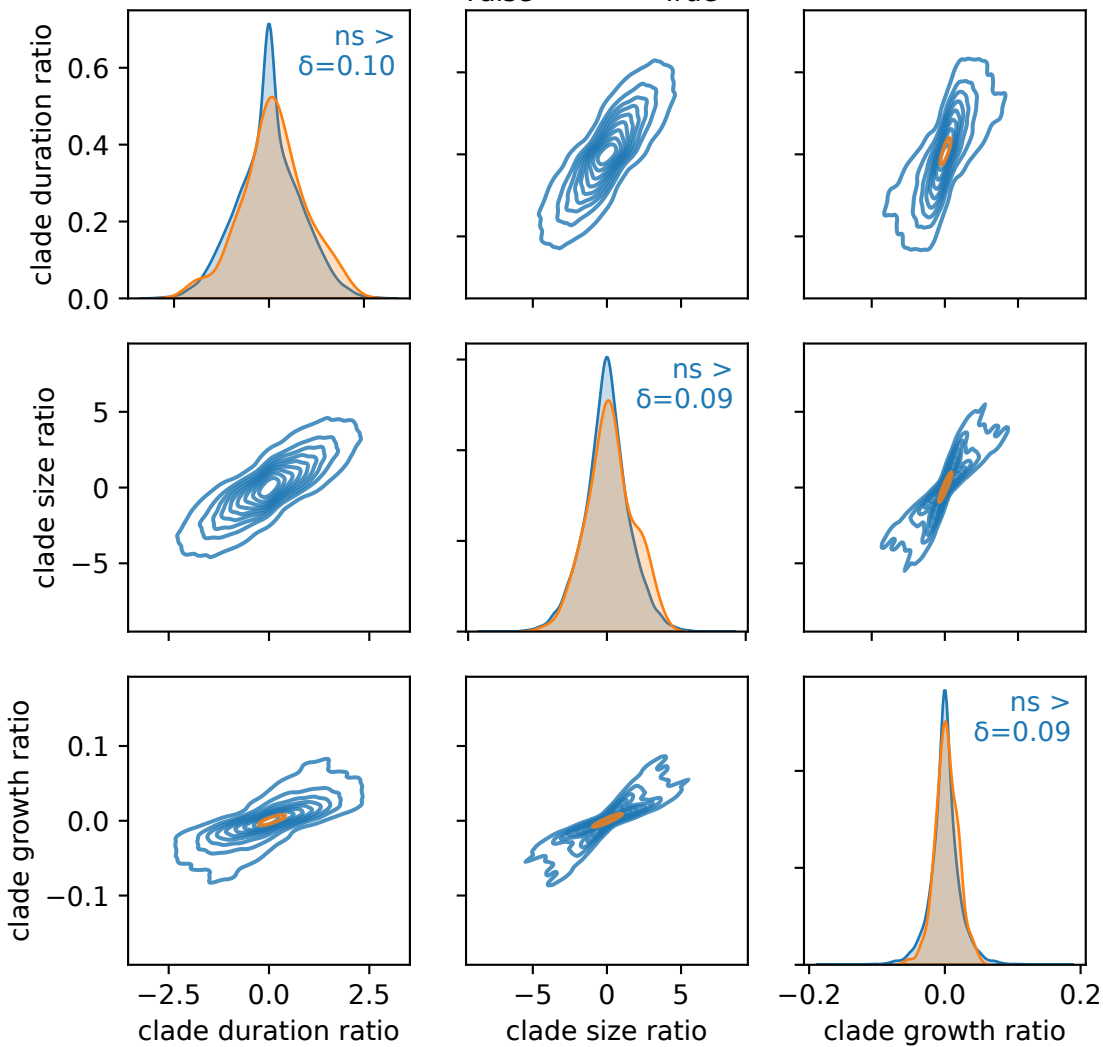 clade duration ratio
0.6
0.4
0.2
0.0
ns >
δ=0.10
−5
0
5
clade size ratio
5
0
−5
ns >
δ=0.09
clade growth ratio
0.1
0.0
−0.1
ns >
δ=0.09
−2.5
0.0
2.5
−5
0
5
−0.2
0.0
0.2
clade duration ratio
clade size ratio
clade growth ratio